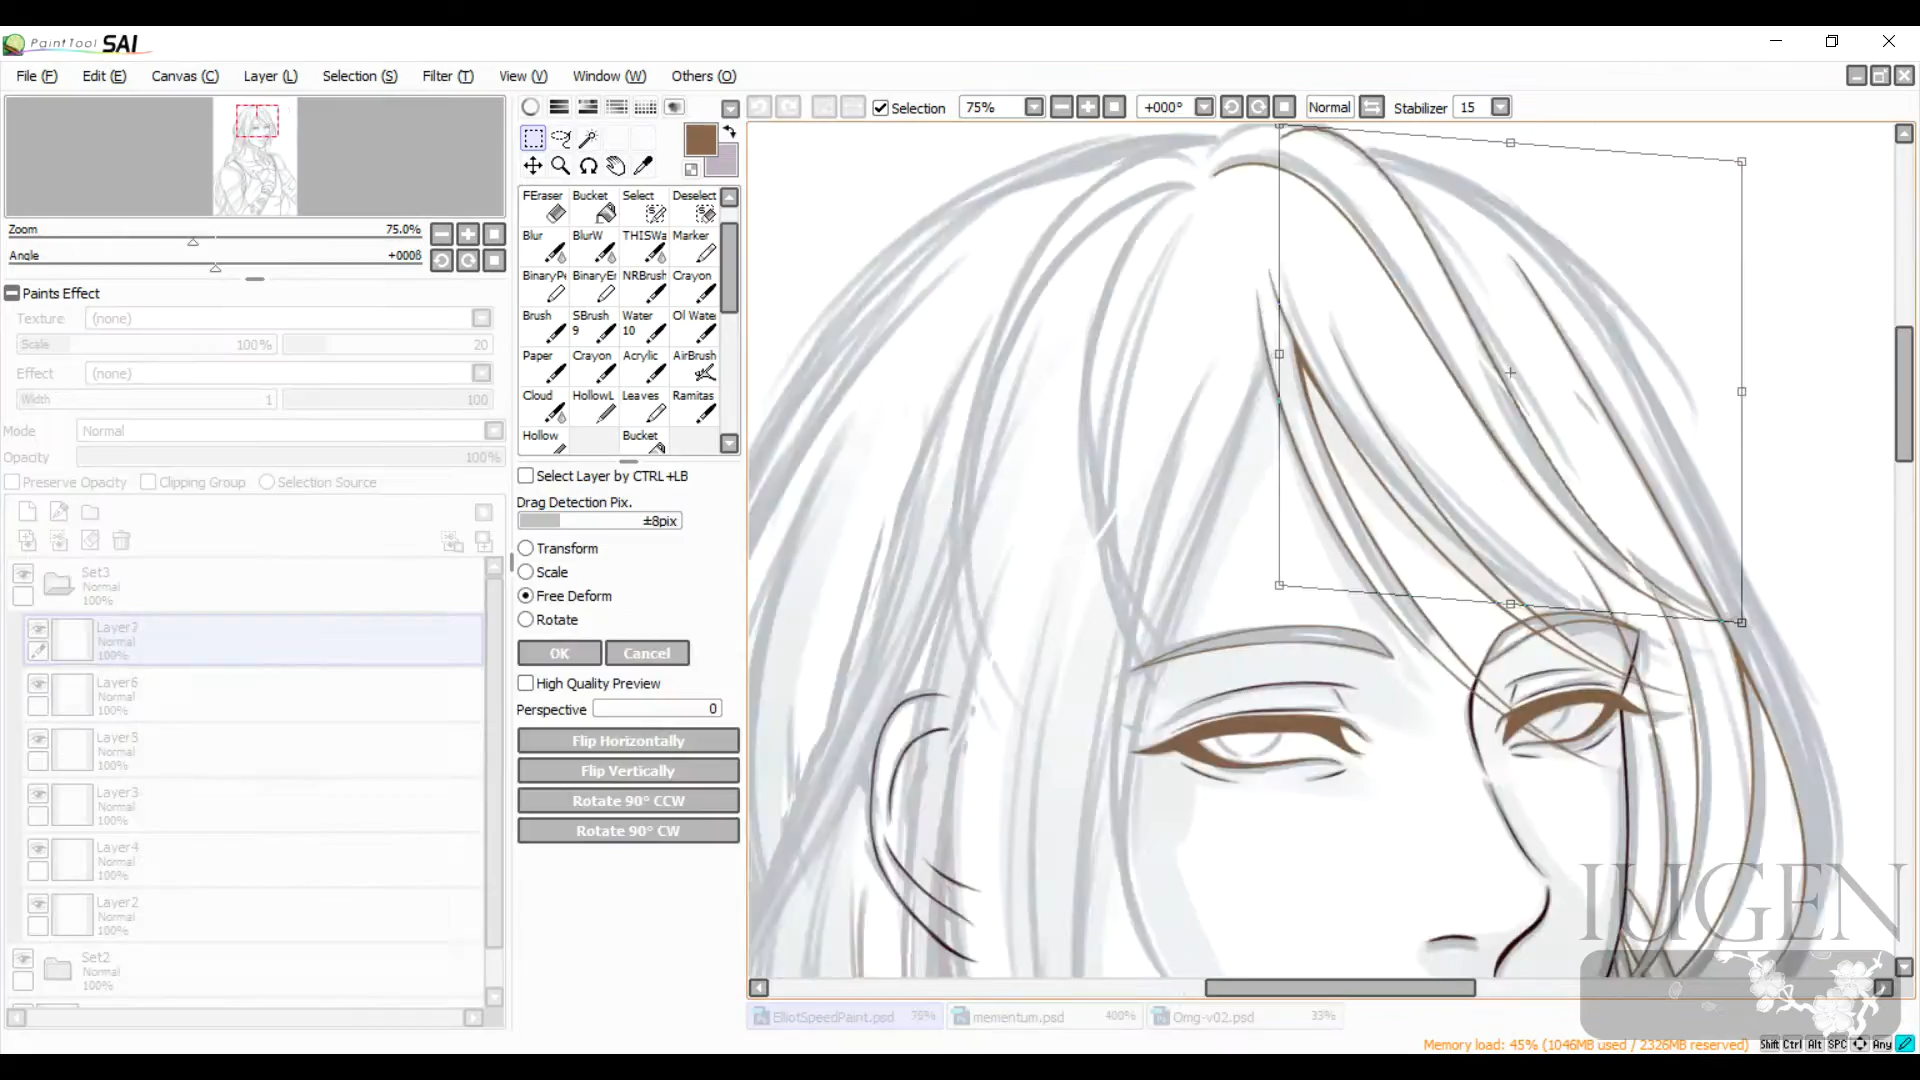 PaintTool SAI
File (F) Edit (E) Canvas (C) Layer (L) Selection (S) Filter (T) View (V) Window (W) Others (O)
Selection 75% +000° Normal Stabilizer 15
Zoom 75.0%
Angle +000ß
Paints Effect
Texture (none)
Scale 100% 20
Effect (none)
Width 1 100
Mode Normal
Opacity 100%
Preserve Opacity Clipping Group Selection Source
Set3
Normal
100%
Layer7
Normal
100%
Layer6
Normal
100%
Layer5
Normal
100%
Layer3
Normal
100%
Layer4
Normal
100%
Layer2
Normal
100%
Set2
Normal
100%
FEraser Bucket Select Deselect
Blur BlurW THISWa Marker
BinaryPe BinaryEr NRBrush Crayon
Brush SBrush Water Ol Wate
9 10
Paper Crayon Acrylic AirBrush
Cloud HollowL Leaves Ramitas
Hollow Bucket
Select Layer by CTRL+LB
Drag Detection Pix.
±8pix
Transform
Scale
Free Deform
Rotate
OK Cancel
High Quality Preview
Perspective 0
Flip Horizontally
Flip Vertically
Rotate 90° CCW
Rotate 90° CW
IUGEN
ElliotSpeedPaint.psd 75% mementum.psd 400% Omg-v02.psd 33%
Memory load: 45% (1046MB used / 2326MB reserved) Shift Ctrl Alt SPC Any